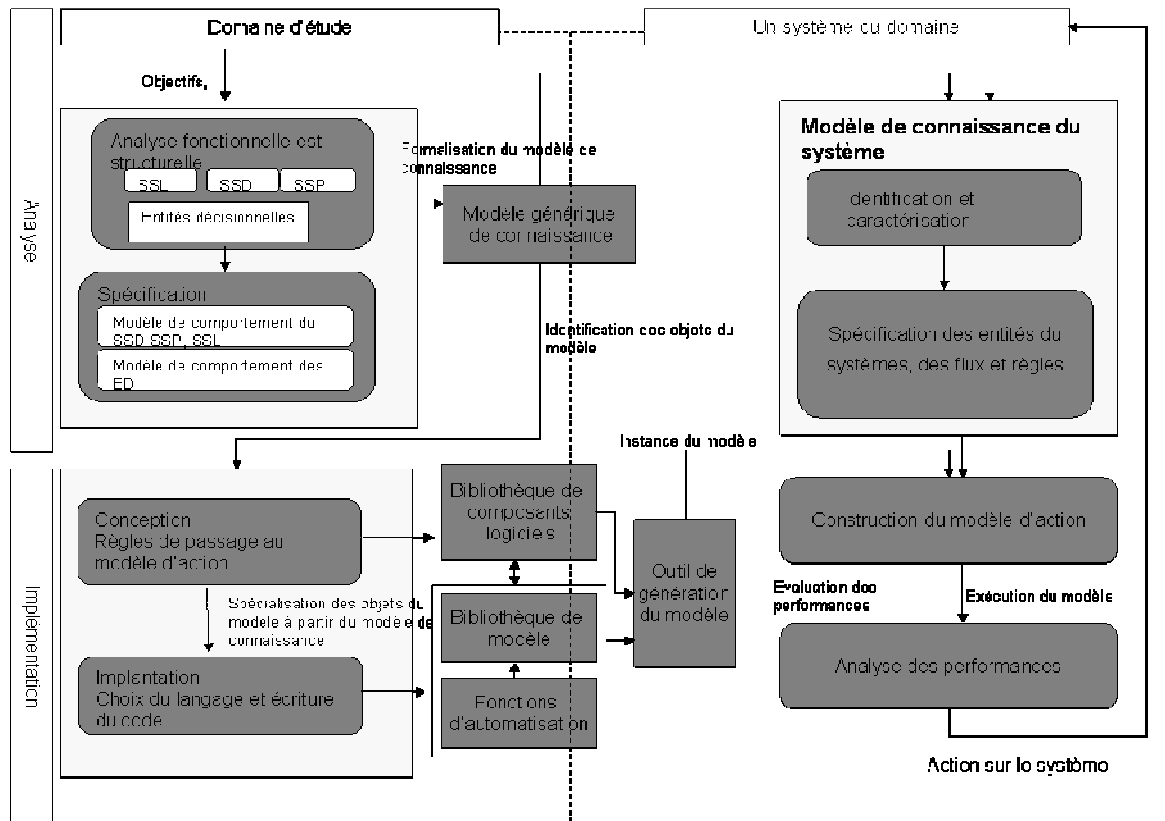 Domaine d'étude
Un système du domaine
Objectifs,
Analyse
Analyse fonctionnelle est
structurelle
SSL
SSD
SSP
Entités décisionnelles
Formalisation du modèle de
connaissance
Modèle générique
de connaissance
Spécification
Modèle de comportement du
SSD SSP, SSL
Modèle de comportement des
ED
Identification des objets du
modèle
Modèle de connaissance du
système
Identification et
caractérisation
Spécification des entités du
systèmes, des flux et règles
Instance du modèle
Implémentation
Conception
Règles de passage au
modèle d'action
Spécialisation des objets du
modèle à partir du modèle de
connaissance
Implantation
Choix du langage et écriture
du code
Bibliothèque de
composants
logiciels
Bibliothèque de
modèle
Fonctions
d'automatisation
Outil de
génération
du modèle
Construction du modèle d'action
Evaluation des
performances
Exécution du modèle
Analyse des performances
Action sur le système